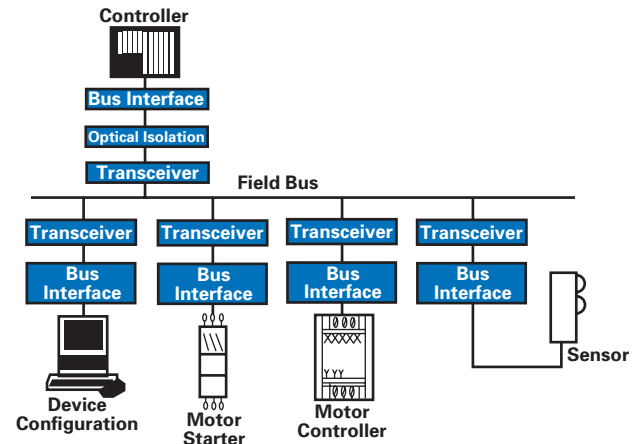 Controller
Bus Interface
Optical Isolation
Transceiver
Field Bus
Transceiver
Transceiver
Transceiver
Transceiver
Bus
Interface
Bus
Interface
Bus
Interface
Bus
Interface
Sensor
Device
Configuration
Motor
Starter
Motor
Controller